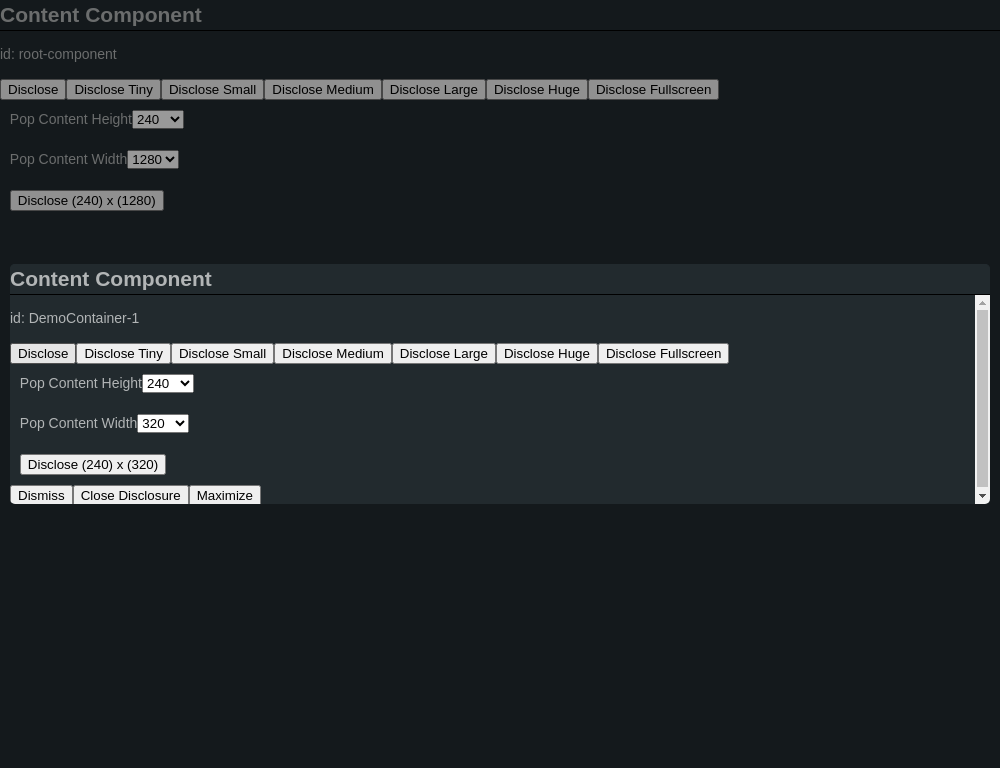 Content Component
id: root-component
Disclose Disclose Tiny Disclose Small Disclose Medium Disclose Large Disclose Huge Disclose Fullscreen
Pop Content Height 240
Pop Content Width 1280
Disclose (240) x (1280)
Content Component
id: DemoContainer-1
Disclose Disclose Tiny Disclose Small Disclose Medium Disclose Large Disclose Huge Disclose Fullscreen
Pop Content Height 240
Pop Content Width 320
Disclose (240) x (320)
Dismiss Close Disclosure Maximize